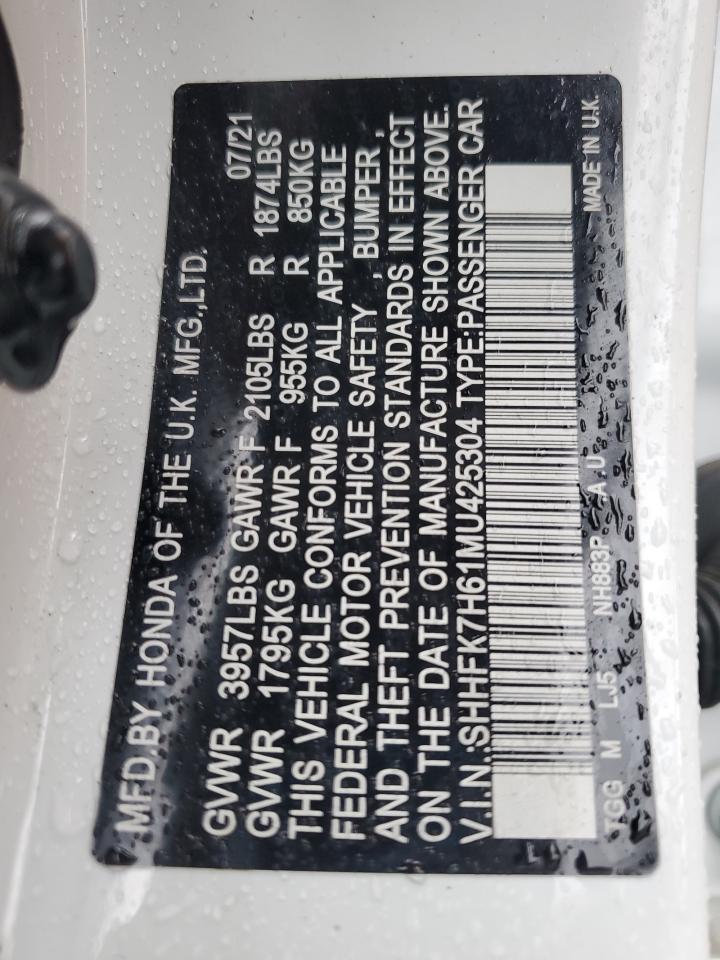 MFD.BY HONDA OF THE U.K. MFG.,LTD. 07/21
GVWR 3957LBS GAWR F 2105LBS R 1874LBS
GVWR 1795KG GAWR F 955KG R 850KG
THIS VEHICLE CONFORMS TO ALL APPLICABLE
FEDERAL MOTOR VEHICLE SAFETY , BUMPER ,
AND THEFT PREVENTION STANDARDS IN EFFECT
ON THE DATE OF MANUFACTURE SHOWN ABOVE.
V.I.N.:SHHFK7H61MU425304 TYPE:PASSENGER CAR
TGG M LJ5 NH883P A U MADE IN U.K.